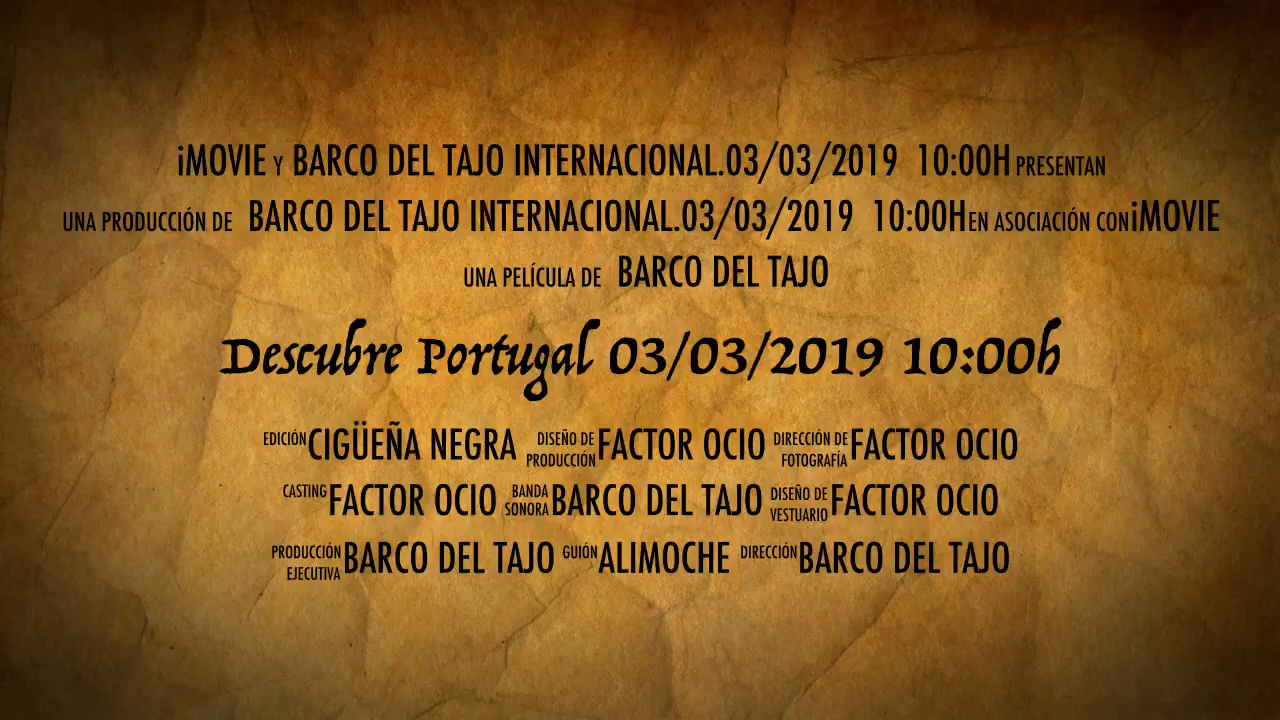 iMOVIE Y BARCO DEL TAJO INTERNACIONAL.03/03/2019 10:00H PRESENTAN
UNA PRODUCCIÓN DE BARCO DEL TAJO INTERNACIONAL.03/03/2019 10:00H EN ASOCIACIÓN CON iMOVIE
UNA PELÍCULA DE BARCO DEL TAJO
Descubre Portugal 03/03/2019 10:00h
EDICIÓN CIGÜEÑA NEGRA DISEÑO DE PRODUCCIÓN FACTOR OCIO DIRECCIÓN DE FOTOGRAFÍA FACTOR OCIO
CASTING FACTOR OCIO BANDA SONORA BARCO DEL TAJO DISEÑO DE VESTUARIO FACTOR OCIO
PRODUCCIÓN EJECUTIVA BARCO DEL TAJO GUIÓN ALIMOCHE DIRECCIÓN BARCO DEL TAJO